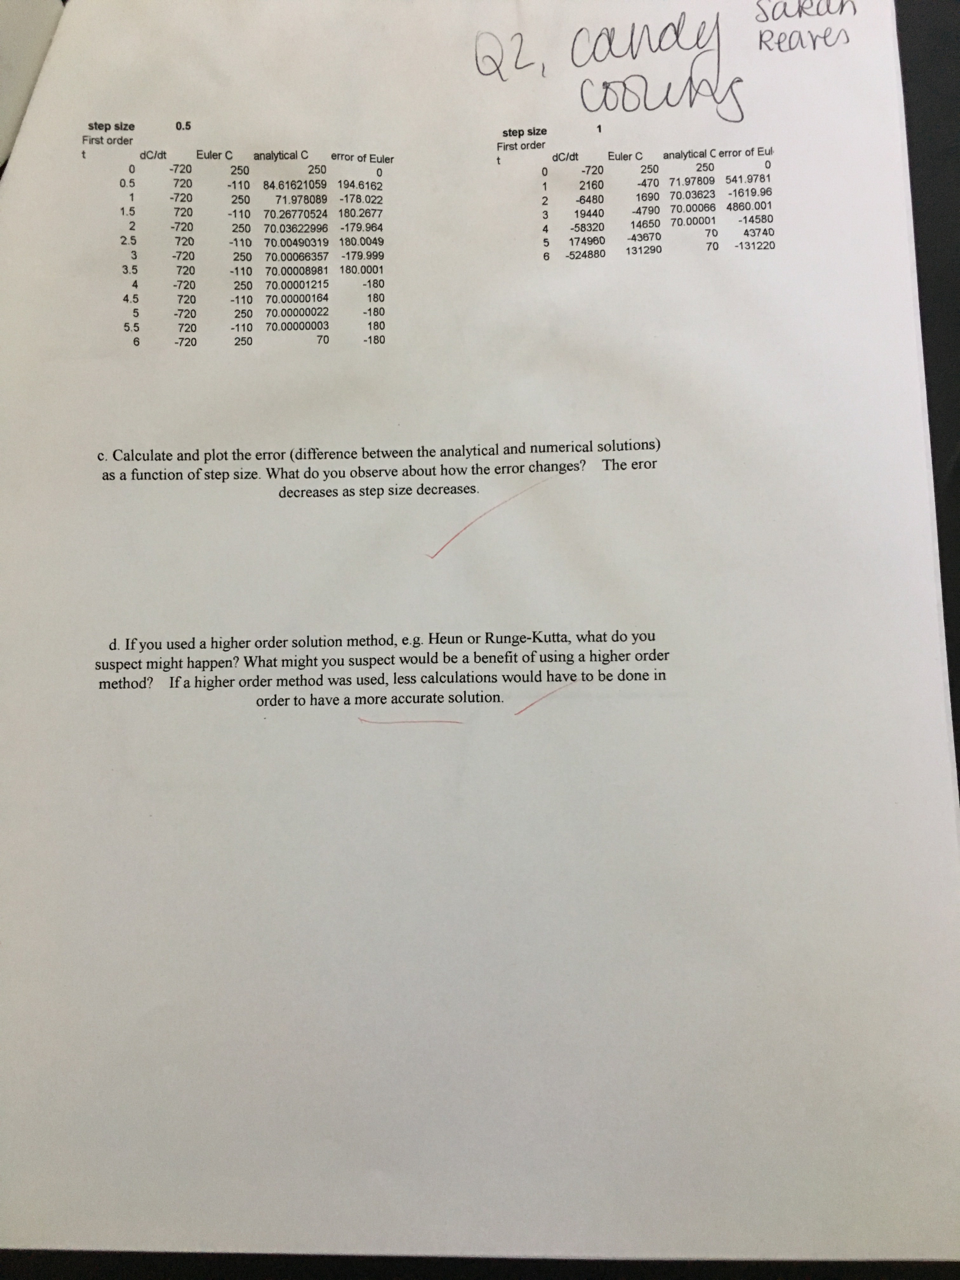 Q2, candy
cooling
Sarah
Reaves
step size 0.5
First order
t dC/dt Euler C analytical C error of Euler
0 -720 250 250 0
0.5 720 -110 84.61621059 194.6162
1 -720 250 71.978089 -178.022
1.5 720 -110 70.26770524 180.2677
2 -720 250 70.03622996 -179.964
2.5 720 -110 70.00490319 180.0049
3 -720 250 70.00066357 -179.999
3.5 720 -110 70.00008981 180.0001
4 -720 250 70.00001215 -180
4.5 720 -110 70.00000164 180
5 -720 250 70.00000022 -180
5.5 720 -110 70.00000003 180
6 -720 250 70 -180
step size 1
First order
t dC/dt Euler C analytical C error of Eul
0 -720 250 250 0
1 2160 -470 71.97809 541.9781
2 -6480 1690 70.03623 -1619.96
3 19440 -4790 70.00066 4860.001
4 -58320 14650 70.00001 -14580
5 174960 -43670 70 43740
6 -524880 131290 70 -131220
c. Calculate and plot the error (difference between the analytical and numerical solutions)
as a function of step size. What do you observe about how the error changes? The eror
decreases as step size decreases.
d. If you used a higher order solution method, e.g. Heun or Runge-Kutta, what do you
suspect might happen? What might you suspect would be a benefit of using a higher order
method? If a higher order method was used, less calculations would have to be done in
order to have a more accurate solution.